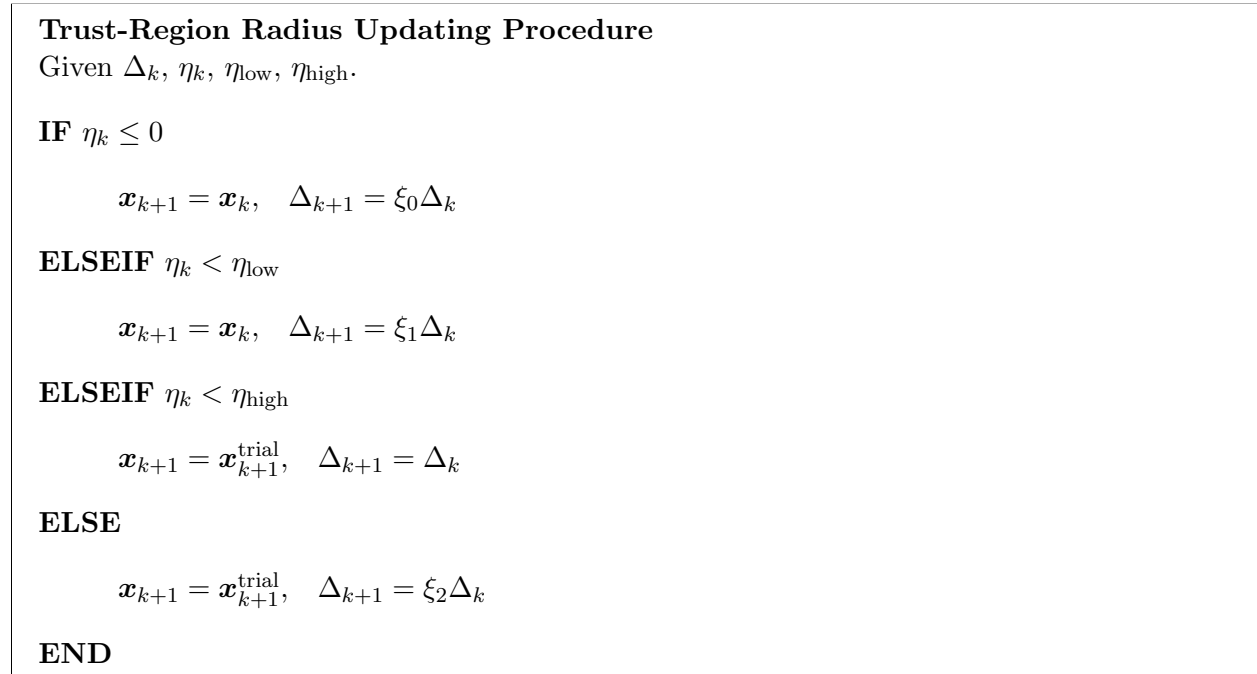 Trust-Region Radius Updating Procedure
Given Δ_k, η_k, η_low, η_high.
IF η_k ≤ 0
x_{k+1} = x_k, Δ_{k+1} = ξ_0Δ_k
ELSEIF η_k < η_low
x_{k+1} = x_k, Δ_{k+1} = ξ_1Δ_k
ELSEIF η_k < η_high
x_{k+1} = x_{k+1}^{trial}, Δ_{k+1} = Δ_k
ELSE
x_{k+1} = x_{k+1}^{trial}, Δ_{k+1} = ξ_2Δ_k
END